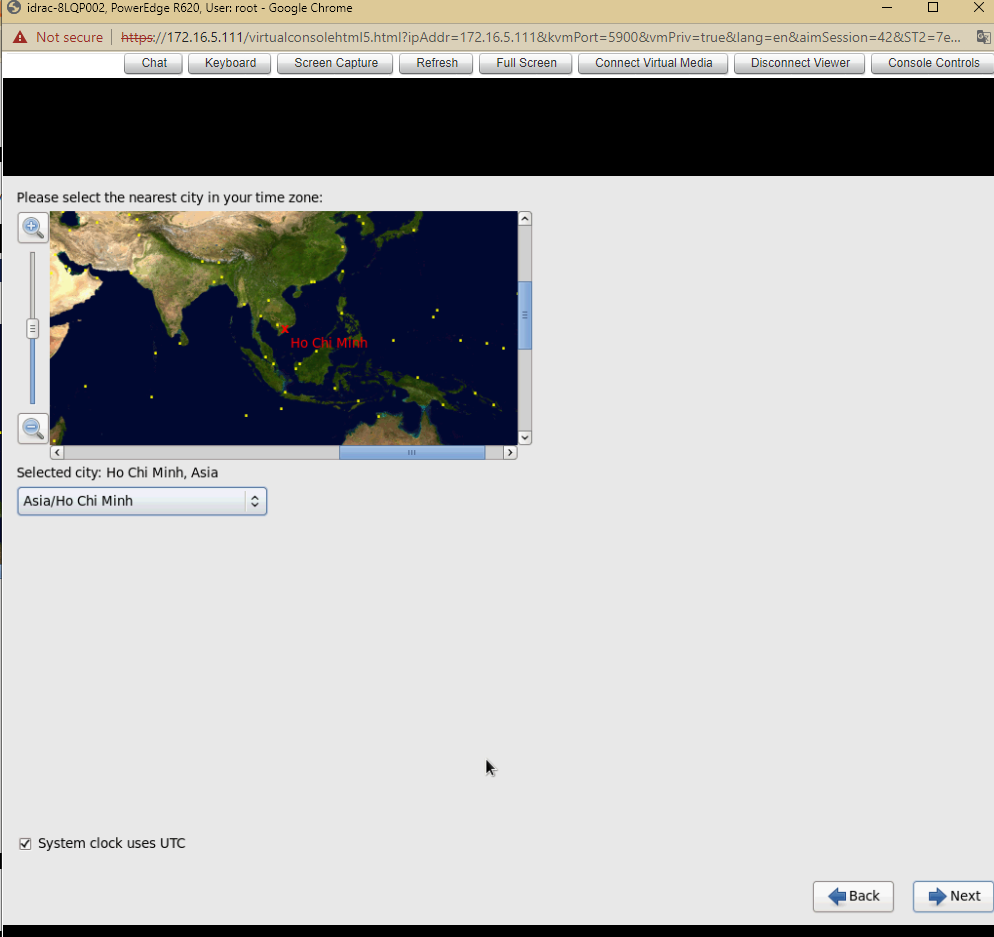 idrac-8LQP002, PowerEdge R620, User: root - Google Chrome
Not secure | https://172.16.5.111/virtualconsolehtml5.html?ipAddr=172.16.5.111&kvmPort=5900&vmPriv=true&lang=en&aimSession=42&ST2=7e...
Chat Keyboard Screen Capture Refresh Full Screen Connect Virtual Media Disconnect Viewer Console Controls
Please select the nearest city in your time zone:
Ho Chi Minh
Selected city: Ho Chi Minh, Asia
Asia/Ho Chi Minh
System clock uses UTC
Back Next